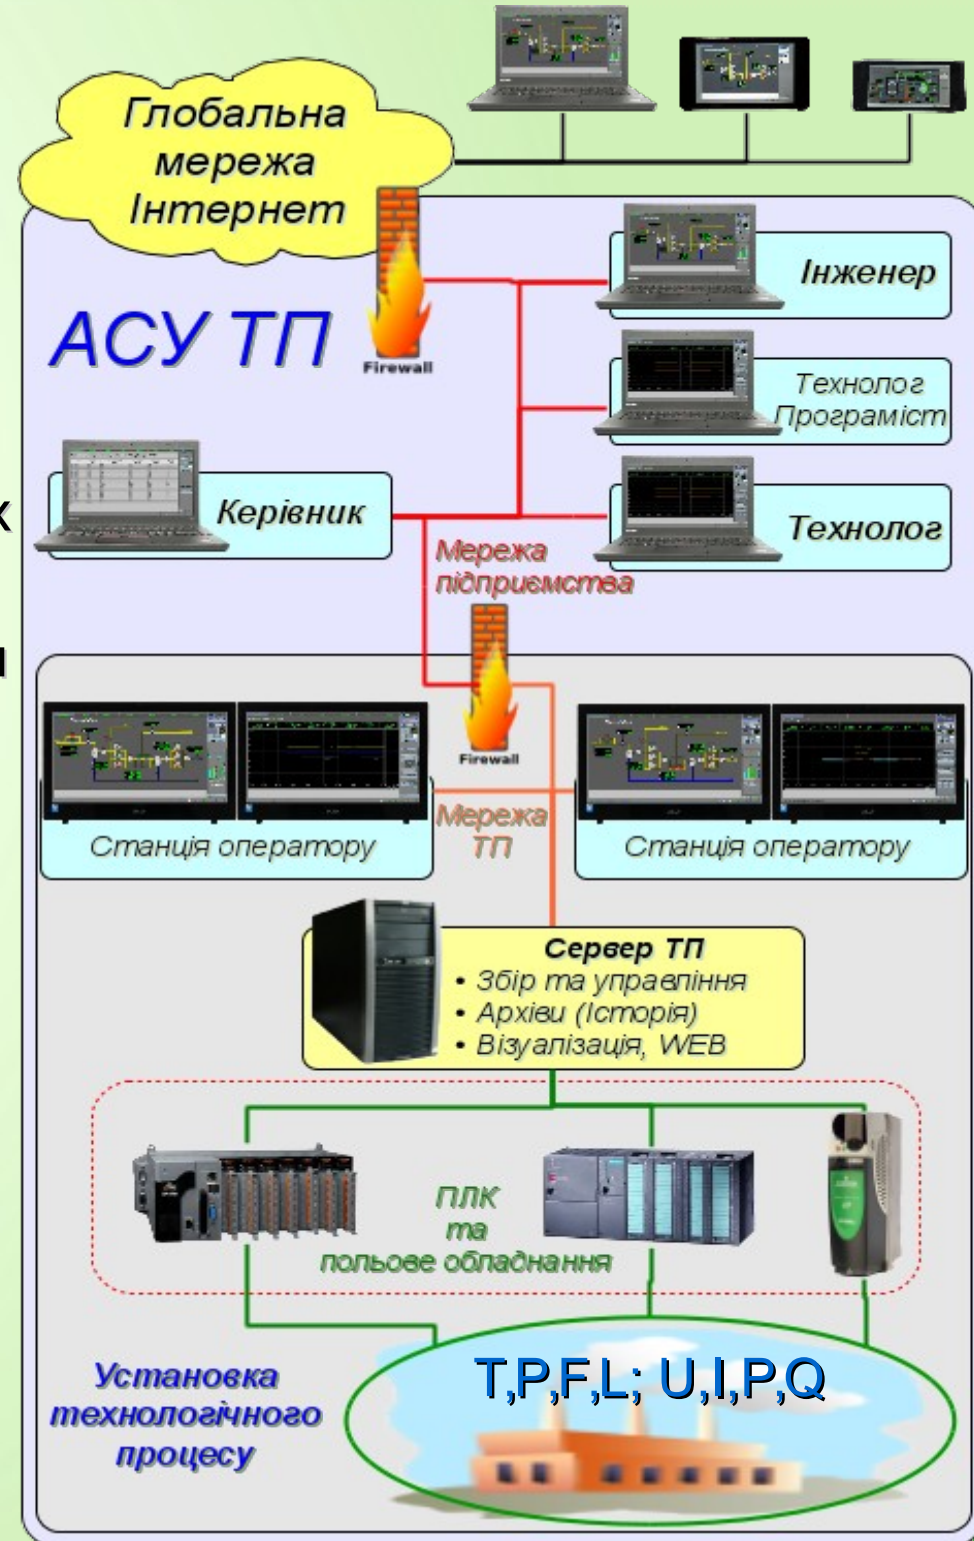 Глобальна
мережа
Інтернет
Firewall
АСУ ТП
Інженер
Технолог
Програміст
Технолог
х
Керівник
Мережа
підприємства
и
Firewall
Мережа
ТП
Станція оператору
Станція оператору
Сервер ТП
• Збір та управління
• Архіви (Історія)
• Візуалізація, WEB
ПЛК
та
польове обладнання
T,P,F,L; U,I,P,Q
Установка
технологічного
процесу